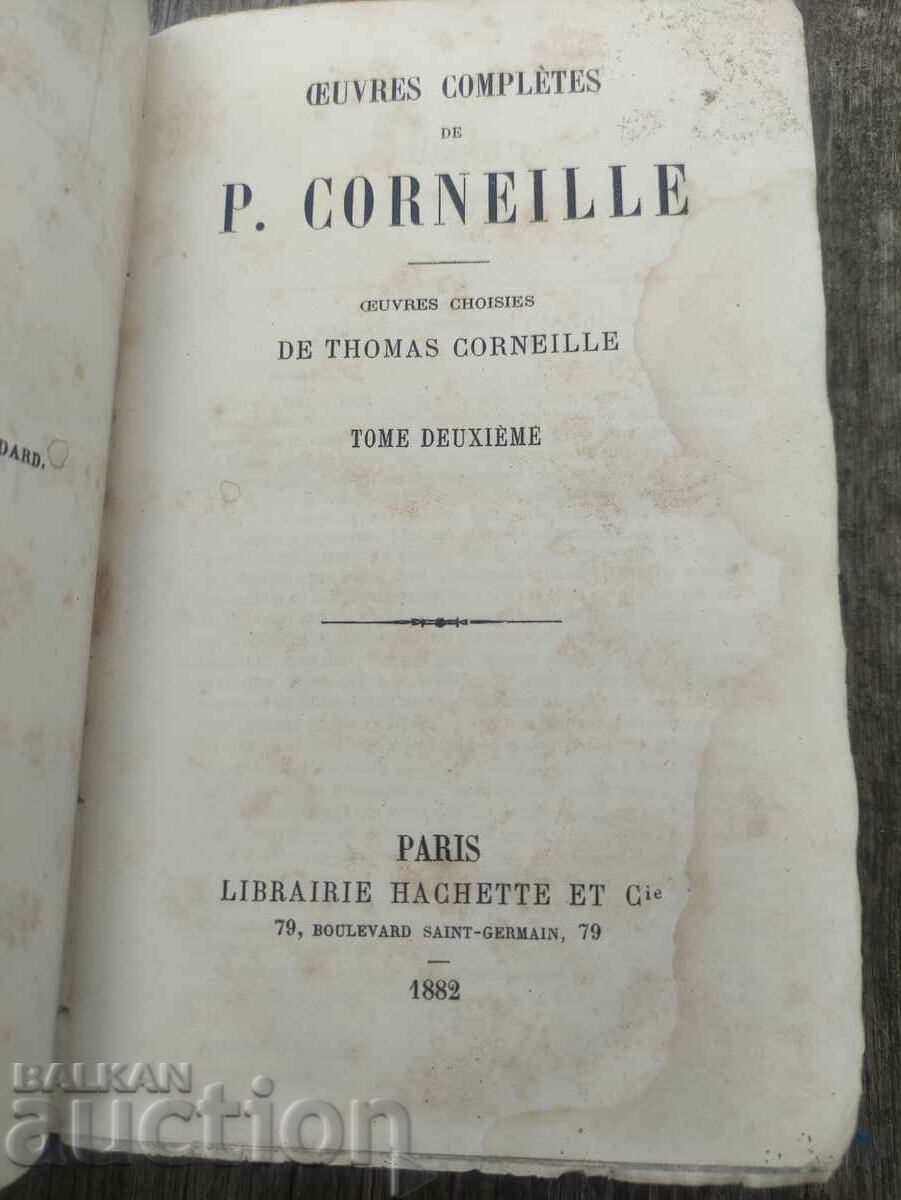 ŒUVRES COMPLÈTES
DE
P. CORNEILLE
ŒUVRES CHOISIES
DE THOMAS CORNEILLE
TOME DEUXIÈME
PARIS
LIBRAIRIE HACHETTE ET Cie
79, BOULEVARD SAINT-GERMAIN, 79
1882
DARD,
BALKAN
auction